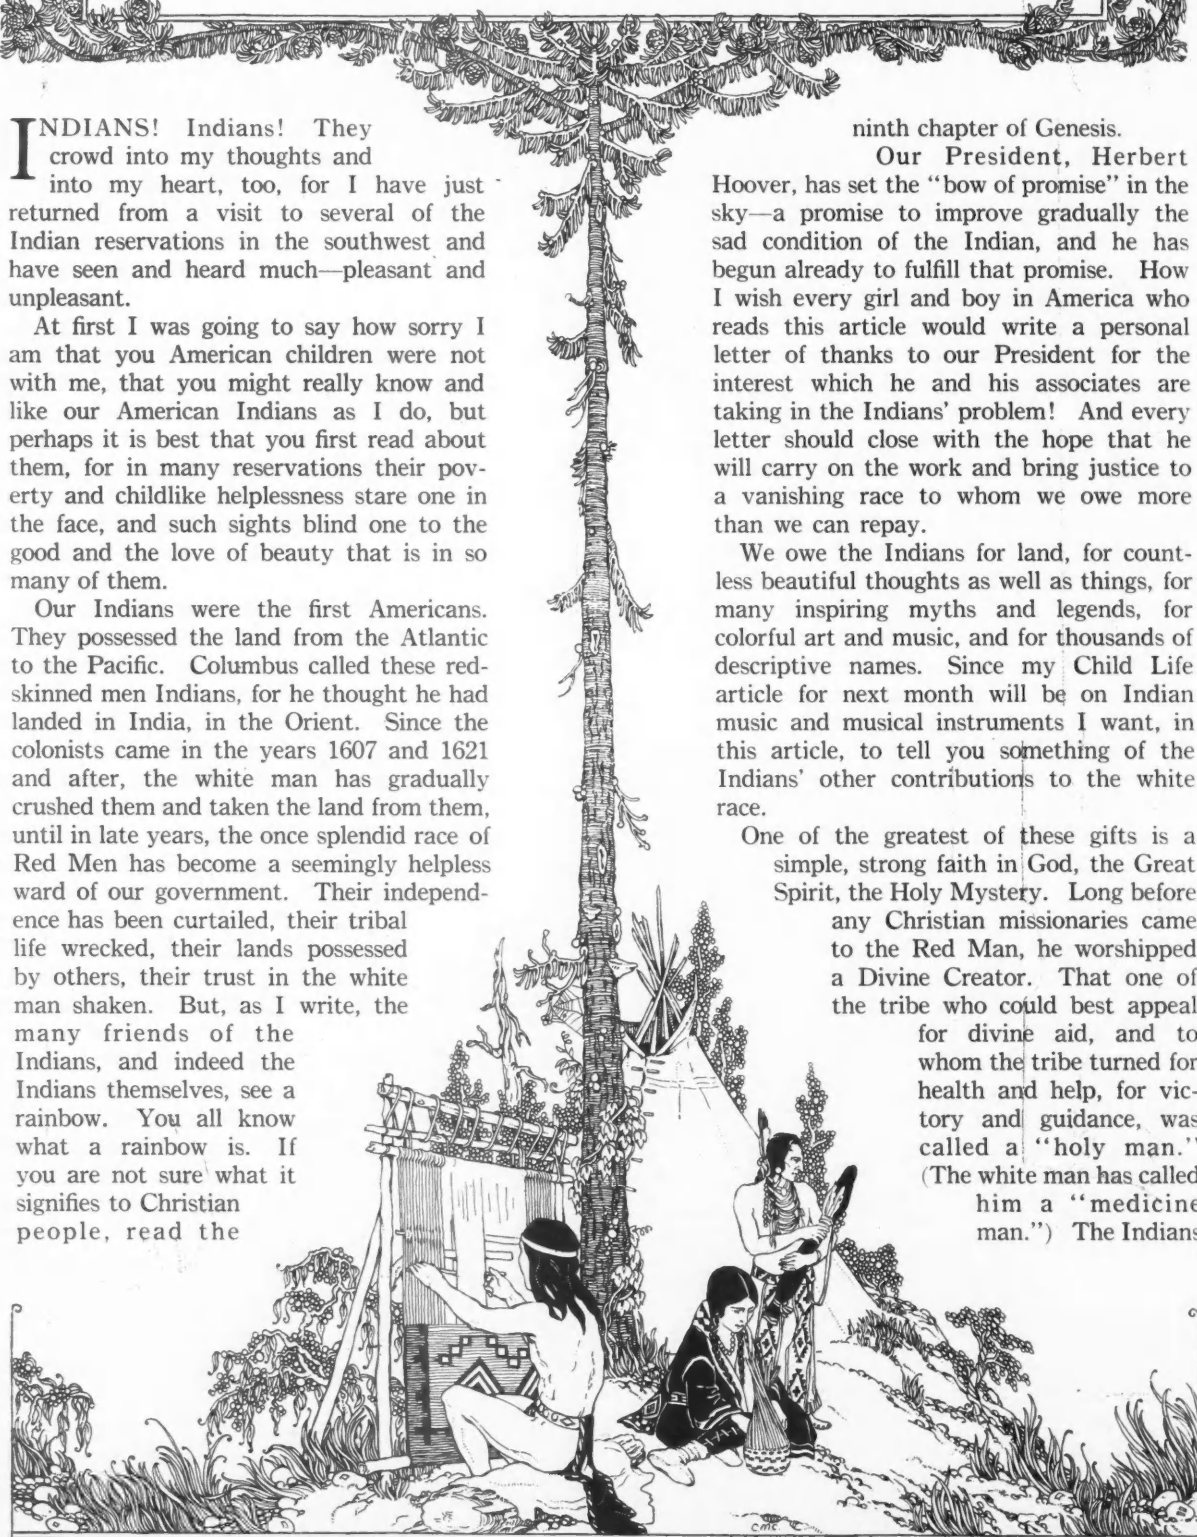 INDIANS! Indians! They
crowd into my thoughts and
into my heart, too, for I have just
returned from a visit to several of the
Indian reservations in the southwest and
have seen and heard much—pleasant and
unpleasant.
At first I was going to say how sorry I
am that you American children were not
with me, that you might really know and
like our American Indians as I do, but
perhaps it is best that you first read about
them, for in many reservations their pov-
erty and childlike helplessness stare one in
the face, and such sights blind one to the
good and the love of beauty that is in so
many of them.
Our Indians were the first Americans.
They possessed the land from the Atlantic
to the Pacific. Columbus called these red-
skinned men Indians, for he thought he had
landed in India, in the Orient. Since the
colonists came in the years 1607 and 1621
and after, the white man has gradually
crushed them and taken the land from them,
until in late years, the once splendid race of
Red Men has become a seemingly helpless
ward of our government. Their independ-
ence has been curtailed, their tribal
life wrecked, their lands possessed
by others, their trust in the white
man shaken. But, as I write, the
many friends of the
Indians, and indeed the
Indians themselves, see a
rainbow. You all know
what a rainbow is. If
you are not sure what it
signifies to Christian
people, read the
ninth chapter of Genesis.
Our President, Herbert
Hoover, has set the "bow of promise" in the
sky—a promise to improve gradually the
sad condition of the Indian, and he has
begun already to fulfill that promise. How
I wish every girl and boy in America who
reads this article would write a personal
letter of thanks to our President for the
interest which he and his associates are
taking in the Indians' problem! And every
letter should close with the hope that he
will carry on the work and bring justice to
a vanishing race to whom we owe more
than we can repay.
We owe the Indians for land, for count-
less beautiful thoughts as well as things, for
many inspiring myths and legends, for
colorful art and music, and for thousands of
descriptive names. Since my Child Life
article for next month will be on Indian
music and musical instruments I want, in
this article, to tell you something of the
Indians' other contributions to the white
race.
One of the greatest of these gifts is a
simple, strong faith in God, the Great
Spirit, the Holy Mystery. Long before
any Christian missionaries came
to the Red Man, he worshipped
a Divine Creator. That one of
the tribe who could best appeal
for divine aid, and to
whom the tribe turned for
health and help, for vic-
tory and guidance, was
called a "holy man."
(The white man has called
him a "medicine
man.") The Indians
CMC.